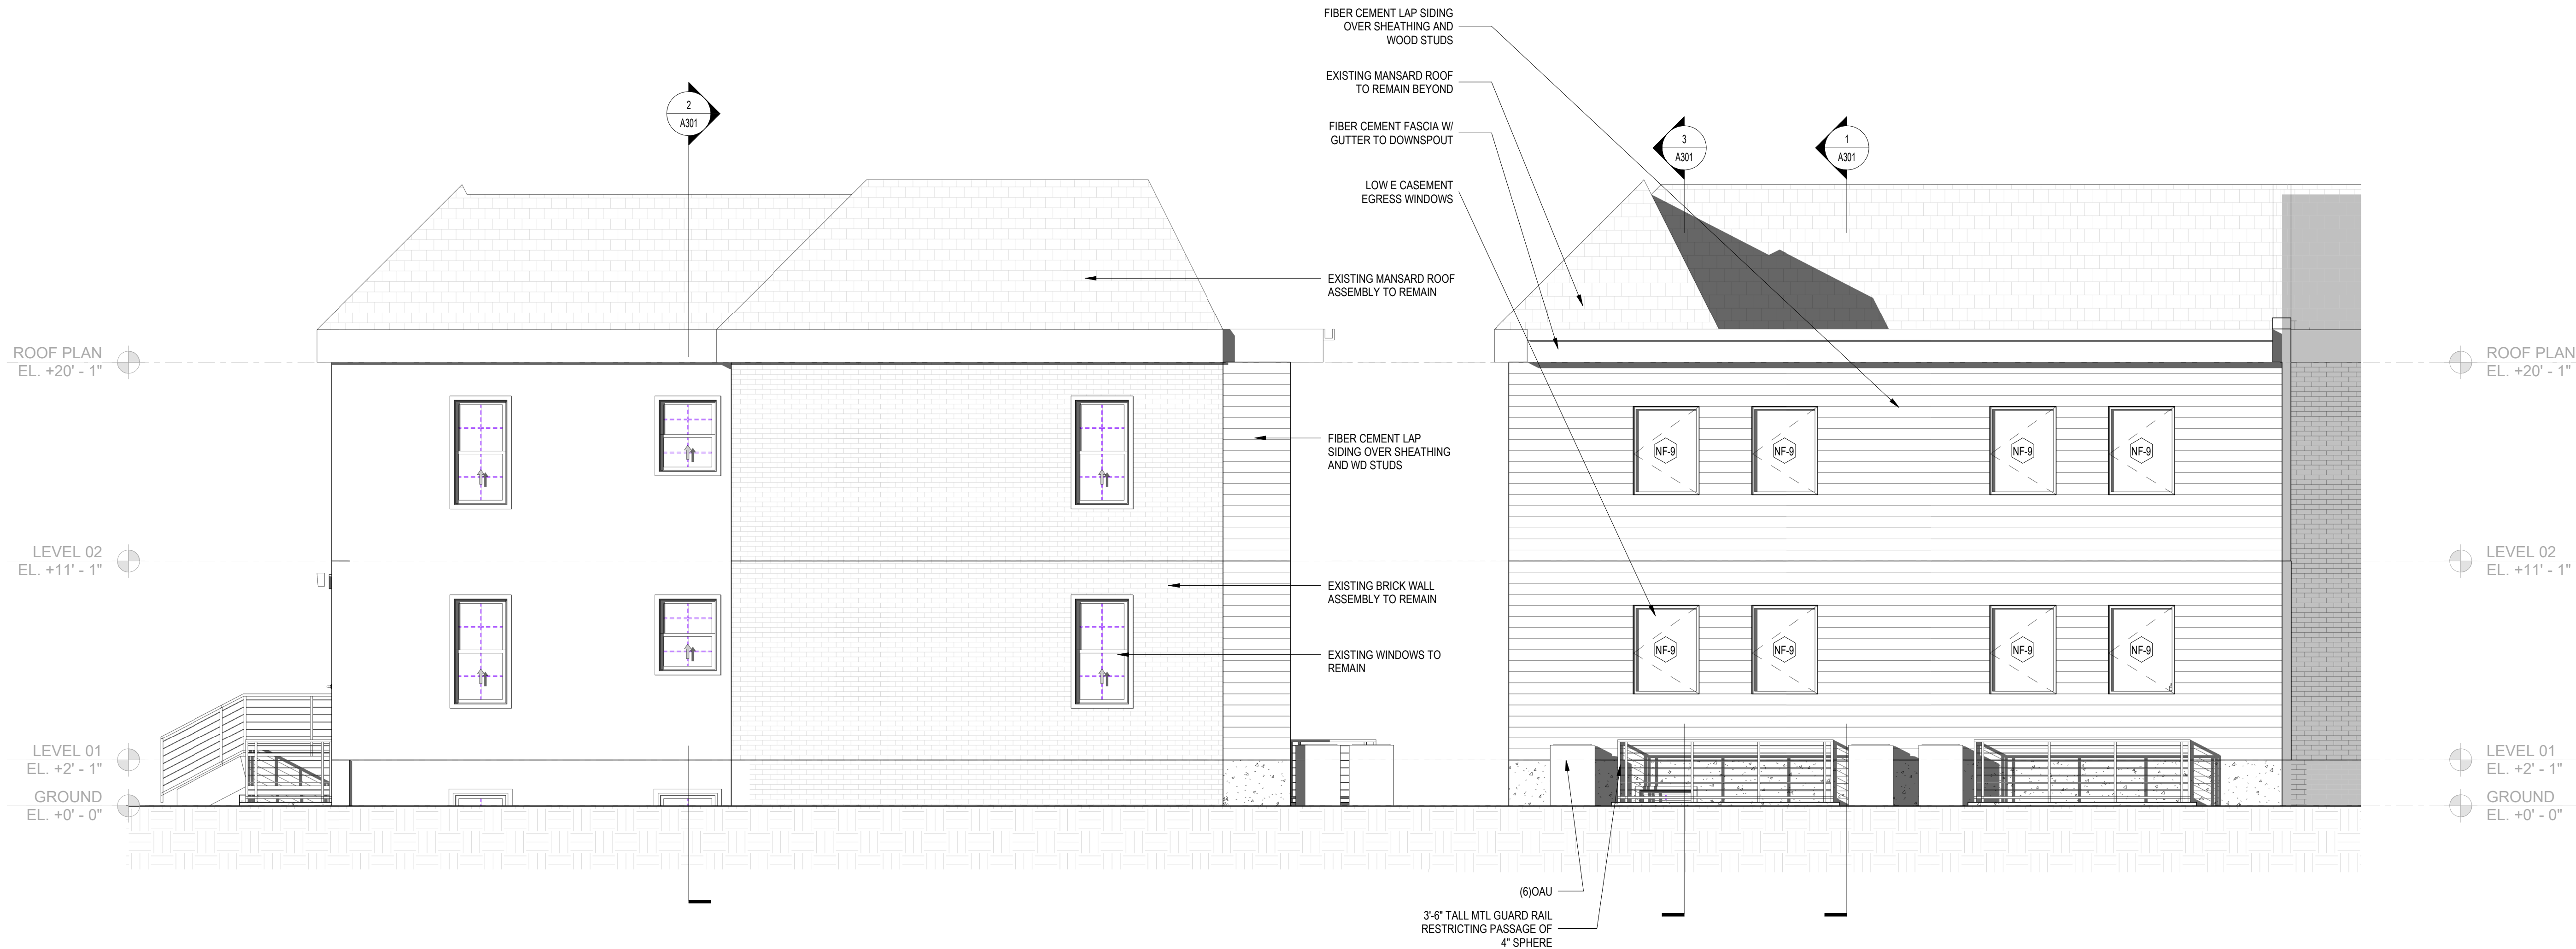 FIBER CEMENT LAP SIDING
OVER SHEATHING AND
WOOD STUDS
EXISTING MANSARD ROOF
TO REMAIN BEYOND
FIBER CEMENT FASCIA W/
GUTTER TO DOWNSPOUT
LOW E CASEMENT
EGRESS WINDOWS
2
A301
3
A301
1
A301
EXISTING MANSARD ROOF
ASSEMBLY TO REMAIN
FIBER CEMENT LAP
SIDING OVER SHEATHING
AND WD STUDS
EXISTING BRICK WALL
ASSEMBLY TO REMAIN
EXISTING WINDOWS TO
REMAIN
ROOF PLAN
EL. +20' - 1"
LEVEL 02
EL. +11' - 1"
LEVEL 01
EL. +2' - 1"
GROUND
EL. +0' - 0"
NF-9
NF-9
NF-9
NF-9
NF-9
NF-9
NF-9
NF-9
ROOF PLAN
EL. +20' - 1"
LEVEL 02
EL. +11' - 1"
LEVEL 01
EL. +2' - 1"
GROUND
EL. +0' - 0"
(6)OAU
3'-6" TALL MTL GUARD RAIL
RESTRICTING PASSAGE OF
4" SPHERE